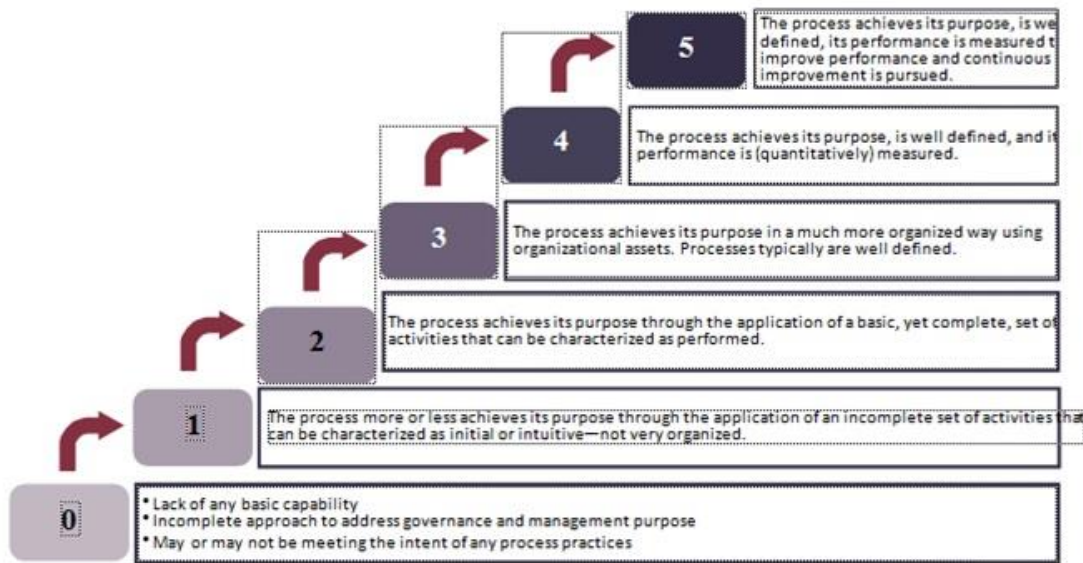 5
The process achieves its purpose, is we
defined, its performance is measured t
improve performance and continuous
improvement is pursued.
4
The process achieves its purpose, is well defined, and it
performance is (quantitatively) measured.
3
The process achieves its purpose in a much more organized way using
organizational assets. Processes typically are well defined.
2
The process achieves its purpose through the application of a basic, yet complete, set of
activities that can be characterized as performed.
1
The process more or less achieves its purpose through the application of an incomplete set of activities that
can be characterized as initial or intuitive—not very organized.
0
• Lack of any basic capability
• Incomplete approach to address governance and management purpose
• May or may not be meeting the intent of any process practices